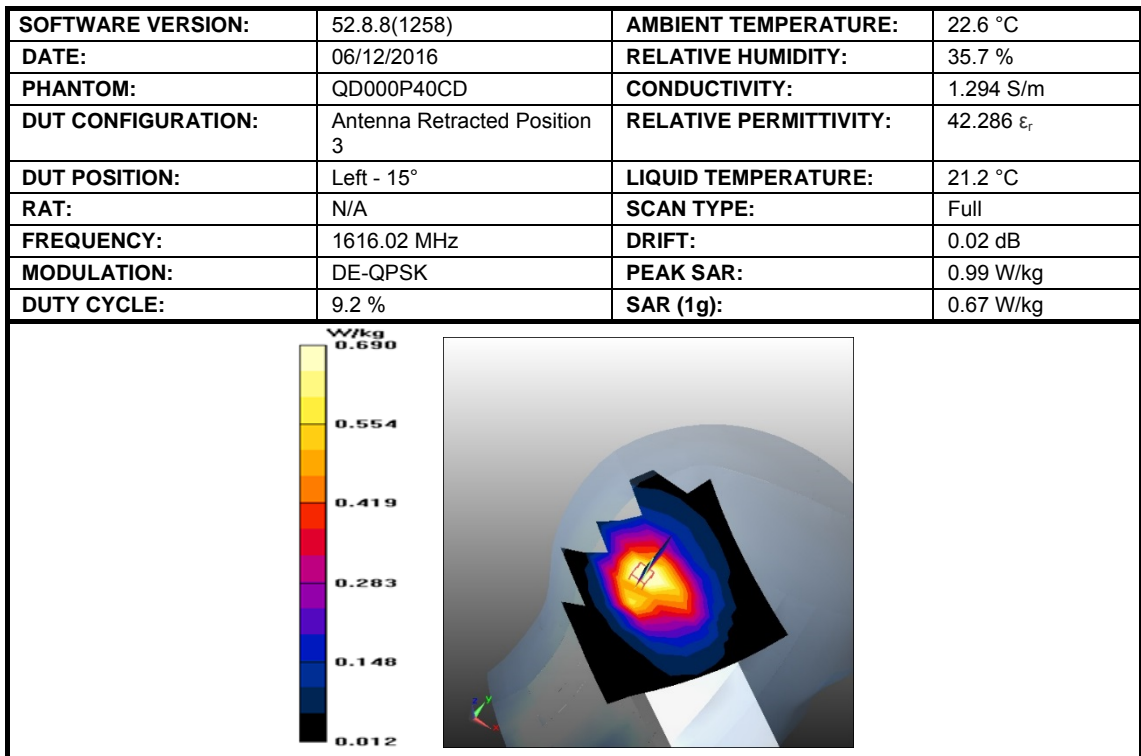 SOFTWARE VERSION: 52.8.8(1258) AMBIENT TEMPERATURE: 22.6 °C
DATE: 06/12/2016 RELATIVE HUMIDITY: 35.7 %
PHANTOM: QD000P40CD CONDUCTIVITY: 1.294 S/m
DUT CONFIGURATION: Antenna Retracted Position RELATIVE PERMITTIVITY: 42.286 εr
3
DUT POSITION: Left - 15° LIQUID TEMPERATURE: 21.2 °C
RAT: N/A SCAN TYPE: Full
FREQUENCY: 1616.02 MHz DRIFT: 0.02 dB
MODULATION: DE-QPSK PEAK SAR: 0.99 W/kg
DUTY CYCLE: 9.2 % SAR (1g): 0.67 W/kg
W/kg
0.690
0.554
0.419
0.283
0.148
0.012
z Y
x